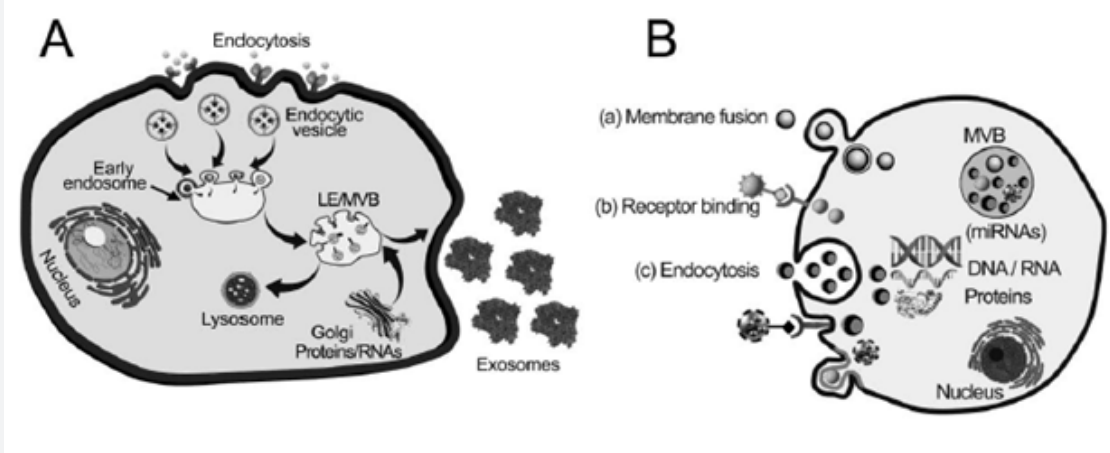 A
Endocytosis
Endocytic
vesicle
Early
endosome
LE/MVB
Nucleus
Lysosome
Golgi
Proteins/RNAs
Exosomes
B
(a) Membrane fusion
MVB
(b) Receptor binding
(miRNAs)
(c) Endocytosis
DNA / RNA
Proteins
Nucleus